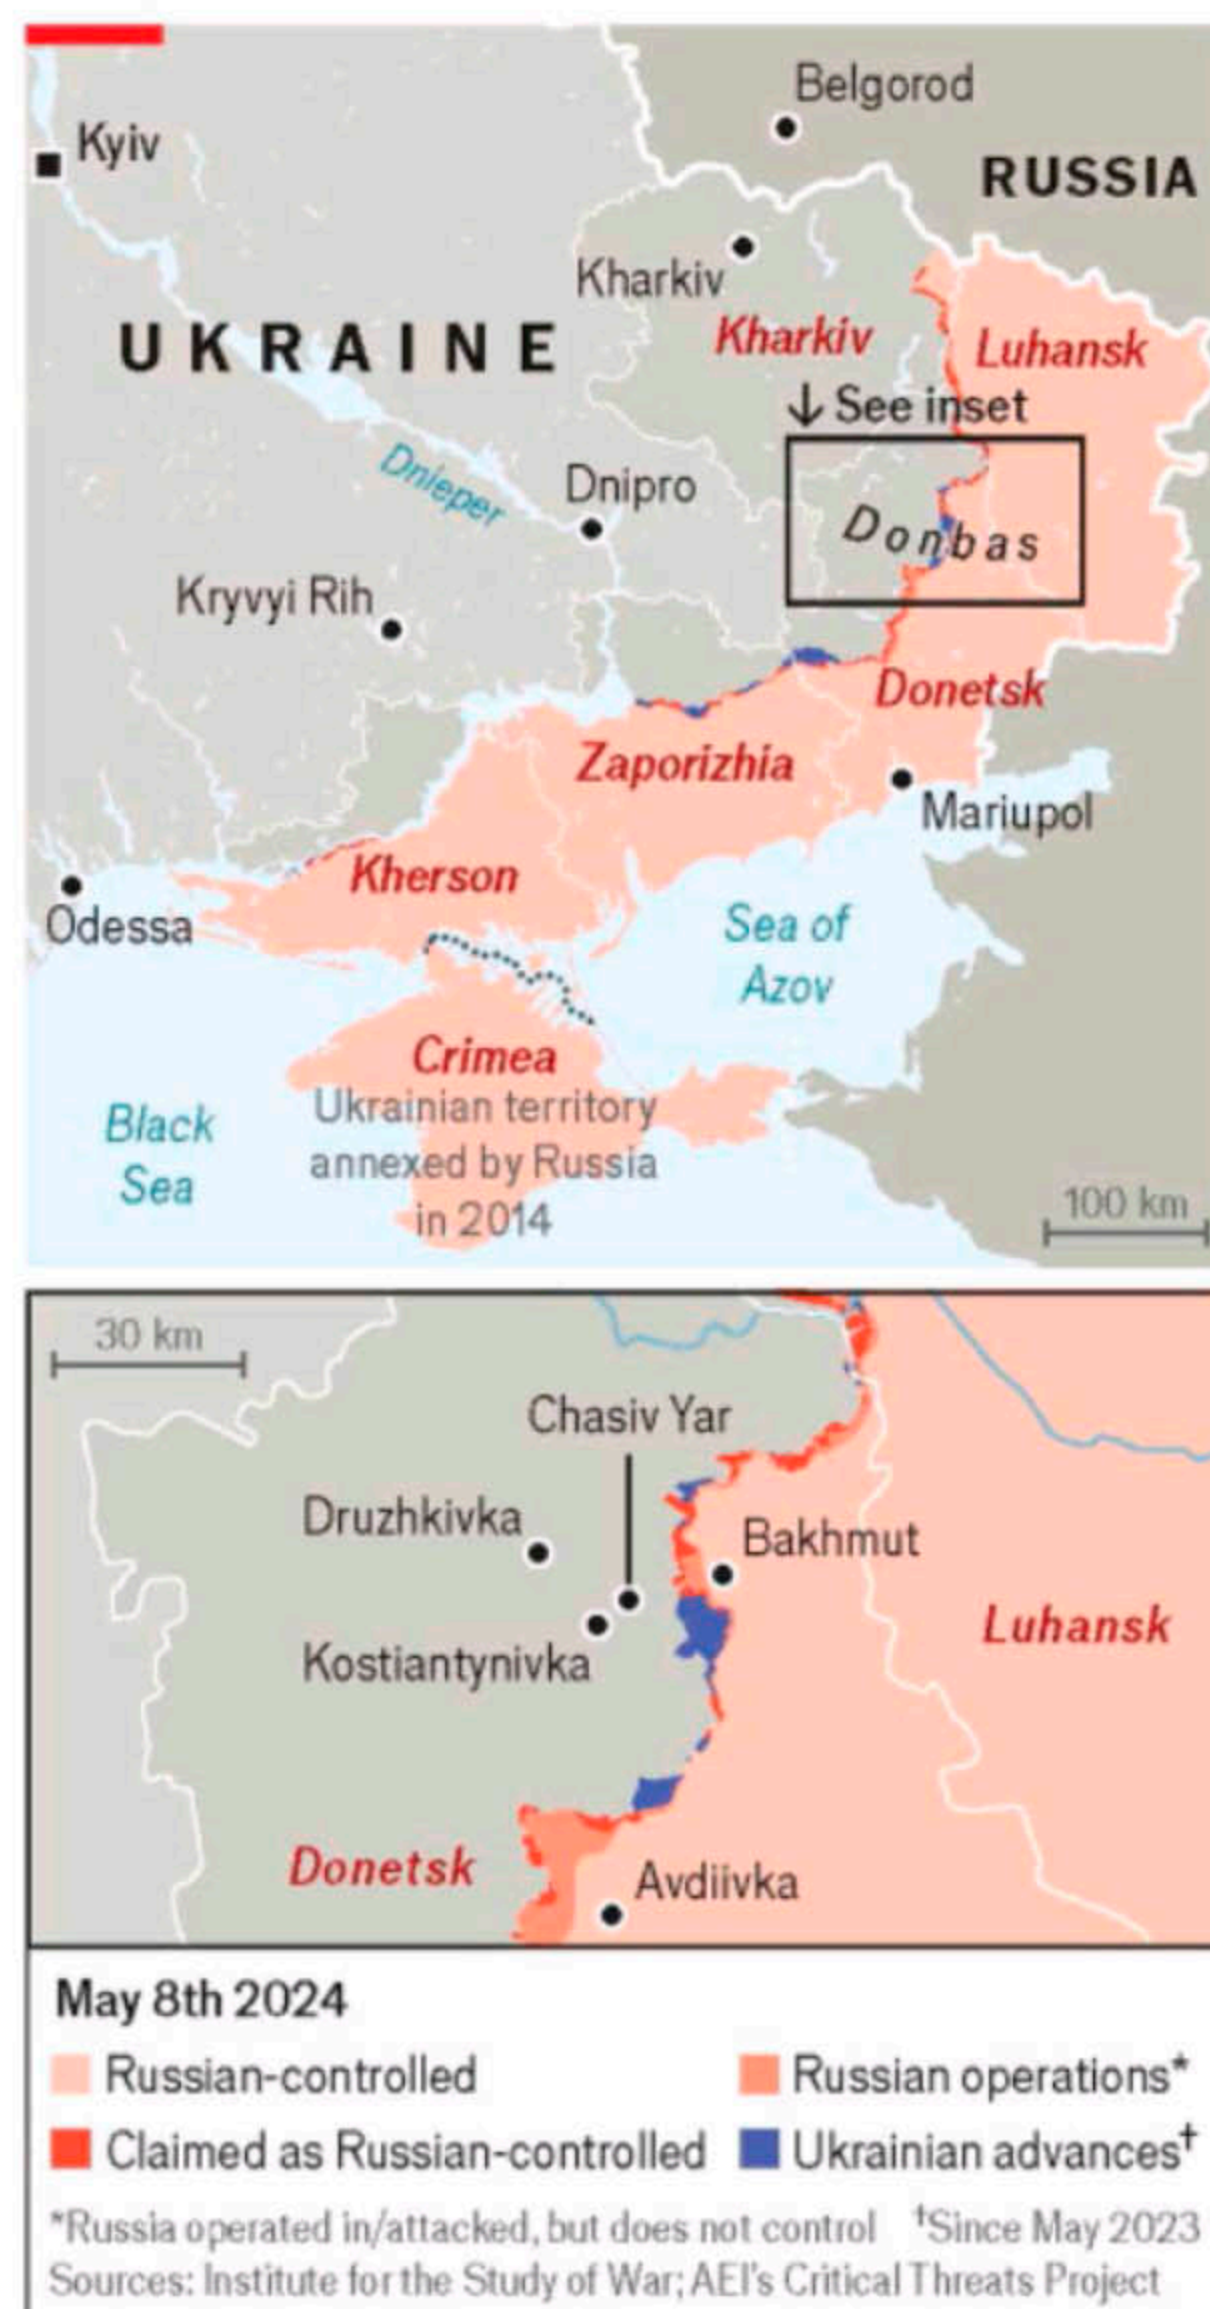 Belgorod
Kyiv
RUSSIA
Kharkiv
UKRAINE
Kharkiv
Luhansk
↓ See inset
Dnieper
Dnipro
Donbas
Kryvyi Rih
Donetsk
Zaporizhia
Mariupol
Kherson
Odessa
Sea of
Azov
Crimea
Ukrainian territory
annexed by Russia
in 2014
Black
Sea
100 km
30 km
Chasiv Yar
Druzhkivka
Bakhmut
Luhansk
Kostiantynivka
Donetsk
Avdiivka
May 8th 2024
Russian-controlled
Russian operations*
Claimed as Russian-controlled
Ukrainian advances†
*Russia operated in/attacked, but does not control †Since May 2023
Sources: Institute for the Study of War; AEI's Critical Threats Project